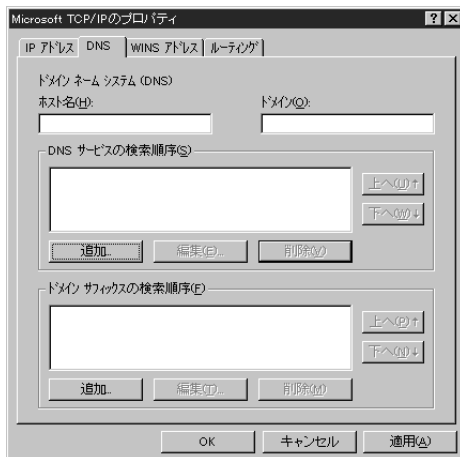 Microsoft TCP/IPのプロパティ
IP アドレス DNS WINS アドレス ルーティング
ドメイン ネーム システム (DNS)
ホスト名(H): ドメイン(O):
DNS サービスの検索順序(S)
上へ(U)↑
下へ(W)↓
追加... 編集(E)... 削除(V)
ドメイン サフィックスの検索順序(F)
上へ(P)↑
下へ(N)↓
追加... 編集(T)... 削除(M)
OK キャンセル 適用(A)